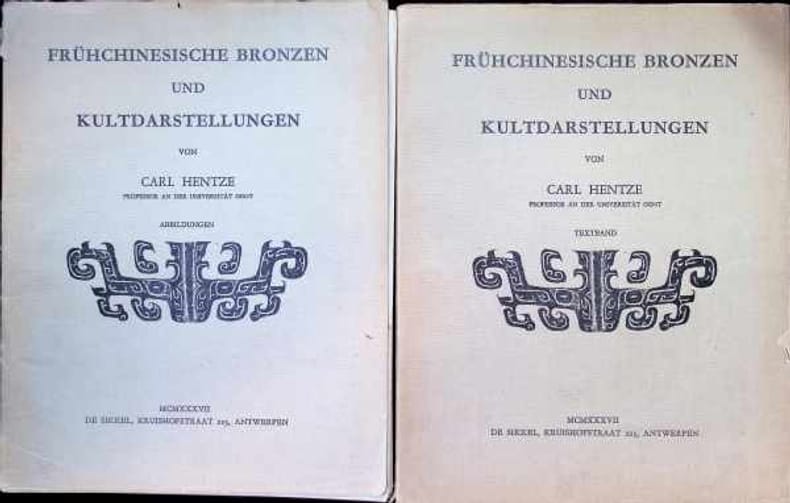 FRÜHCHINESISCHE BRONZEN
UND
KULTDARSTELLUNGEN
VON
CARL HENTZE
PROFESSOR AN DER UNIVERSITÄT GENT
ABBILDUNGEN
MCMXXXVII
DE SIKKEL, KRUISHOFSTRAAT 223, ANTWERPEN
FRÜHCHINESISCHE BRONZEN
UND
KULTDARSTELLUNGEN
VON
CARL HENTZE
PROFESSOR AN DER UNIVERSITÄT GENT
TEXTBAND
MCMXXXVII
DE SIKKEL, KRUISHOFSTRAAT 223, ANTWERPEN